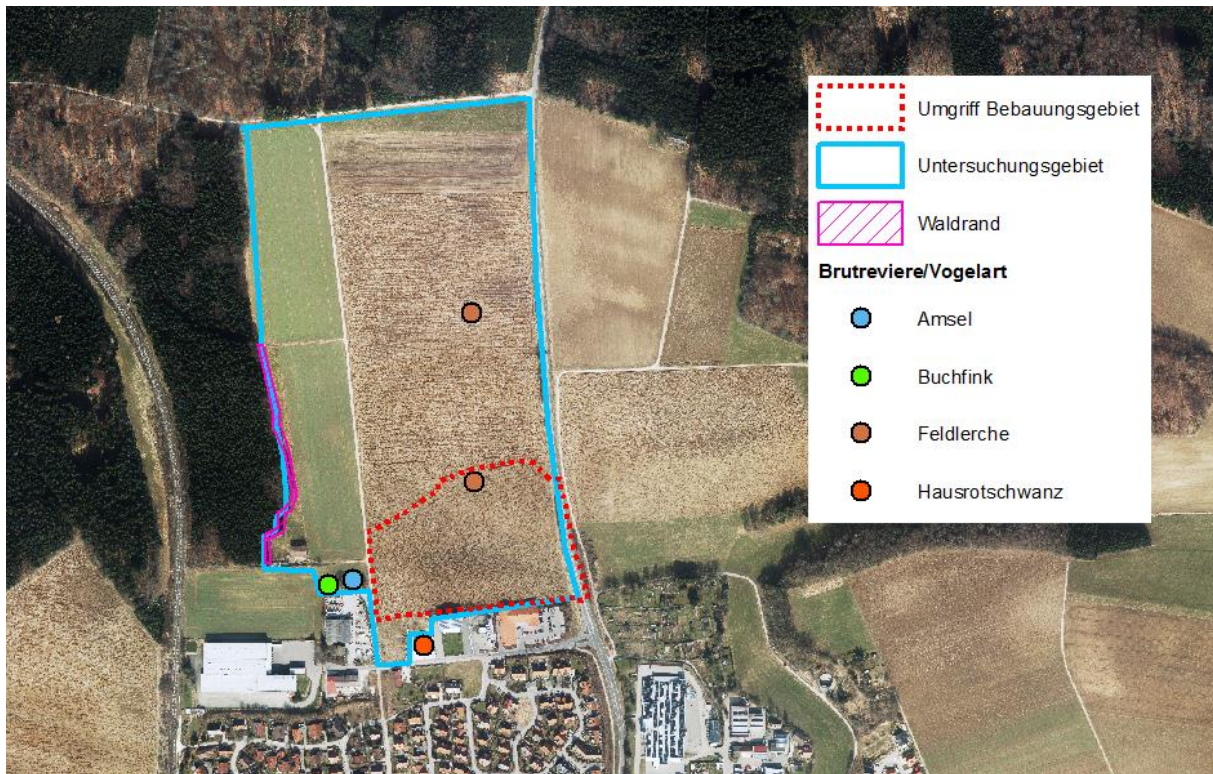 Umgriff Bebauungsgebiet
Untersuchungsgebiet
Waldrand
Brutreviere/Vogelart
Amsel
Buchfink
Feldlerche
Hausrotschwanz